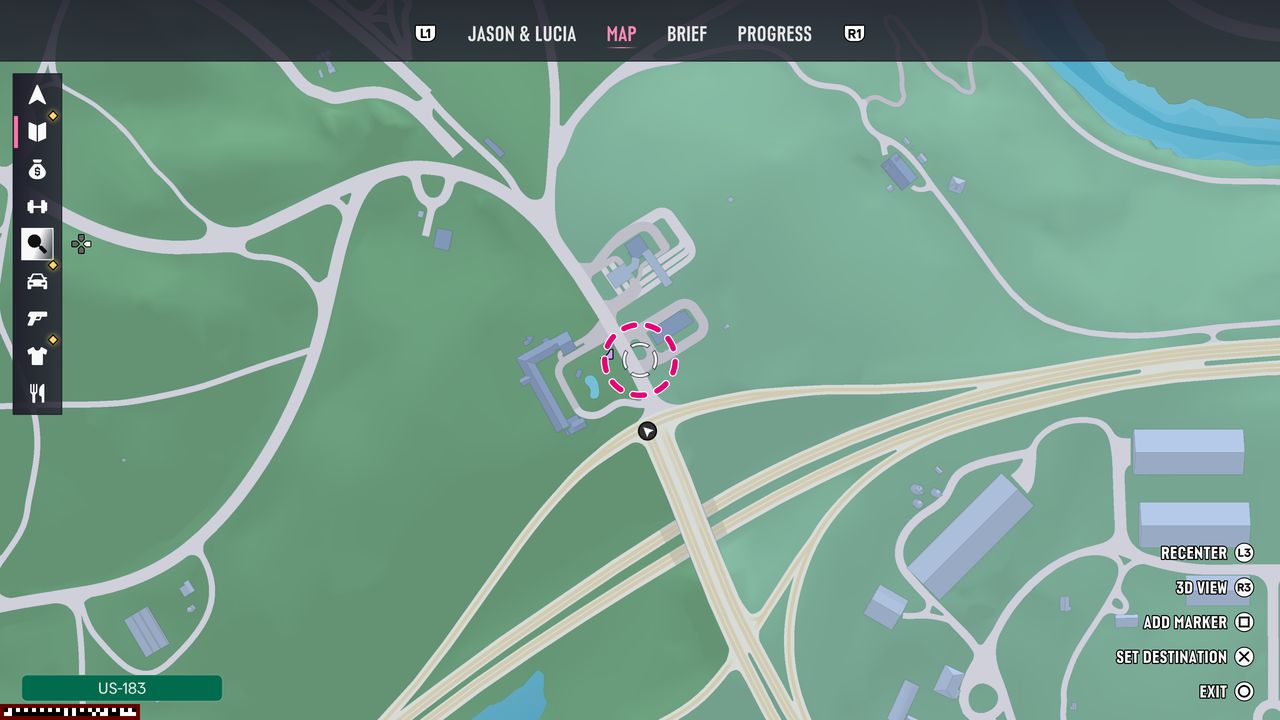 L1 JASON & LUCIA MAP BRIEF PROGRESS R1
RECENTER L3
3D VIEW R3
ADD MARKER
SET DESTINATION
EXIT
US-183